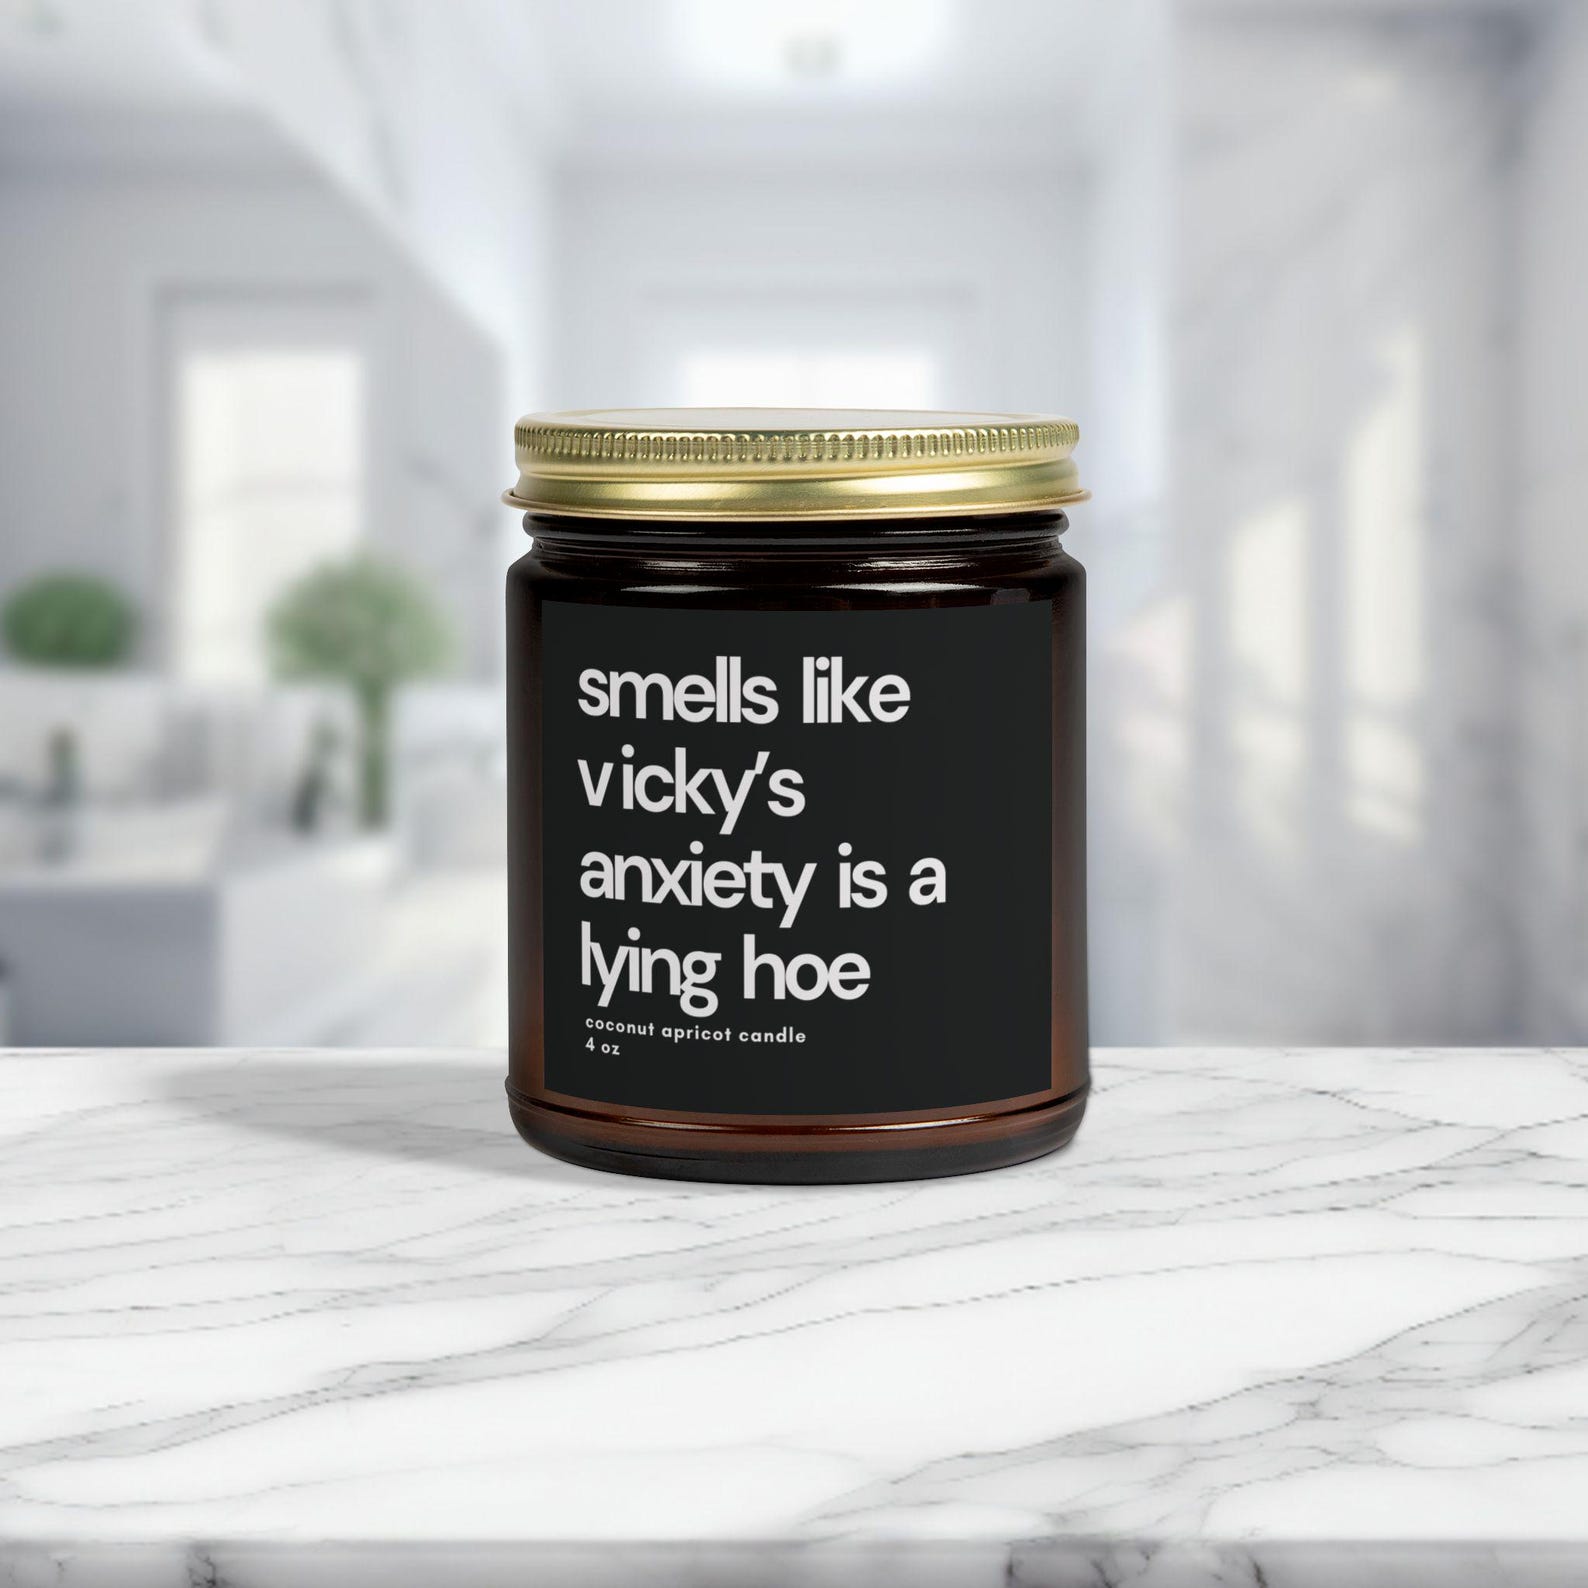 smells like
vicky's
anxiety is a
lying hoe
coconut apricot candle
4 oz